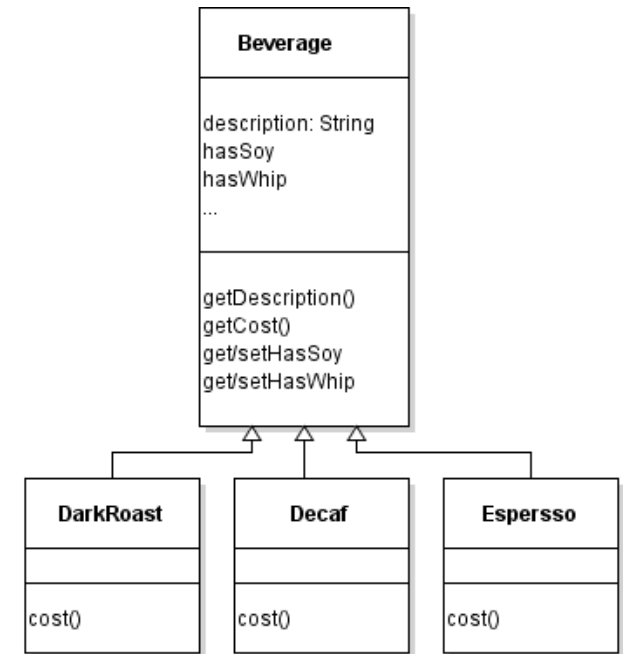 Beverage
description: String
hasSoy
hasWhip
...
getDescription()
getCost()
get/setHasSoy
get/setHasWhip
DarkRoast
Decaf
Espersso
cost()
cost()
cost()